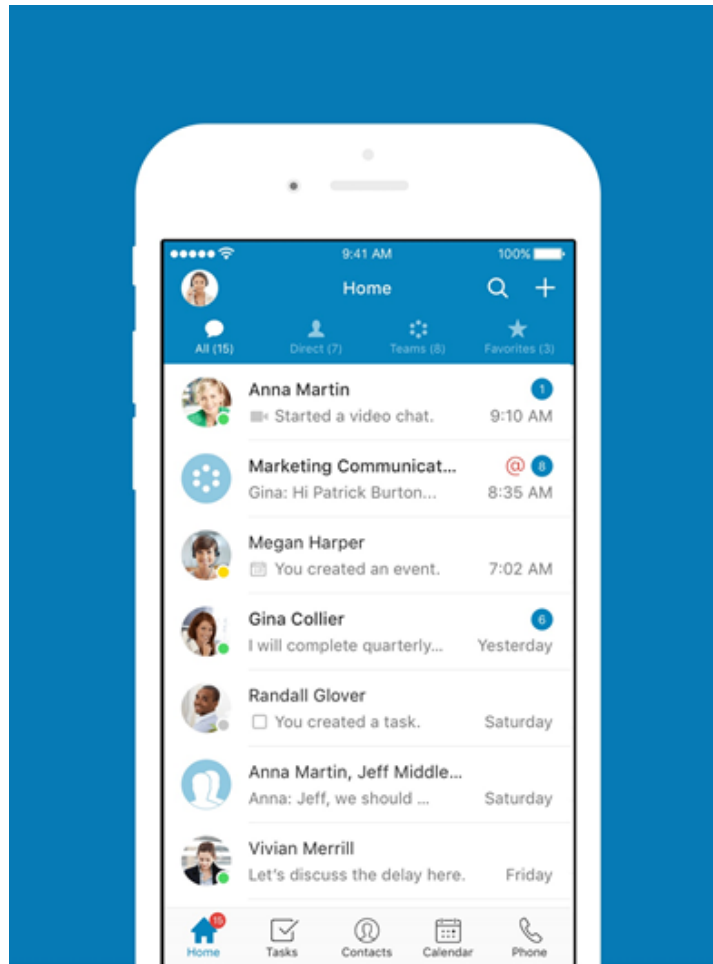 9:41 AM 100%
Home
All (15) Direct (7) Teams (8) Favorites (3)
Anna Martin 1
Started a video chat. 9:10 AM
Marketing Communicat... @ 8
Gina: Hi Patrick Burton... 8:35 AM
Megan Harper
You created an event. 7:02 AM
Gina Collier 6
I will complete quarterly... Yesterday
Randall Glover
You created a task. Saturday
Anna Martin, Jeff Middle...
Anna: Jeff, we should ... Saturday
Vivian Merrill
Let's discuss the delay here. Friday
15
Home Tasks Contacts Calendar Phone